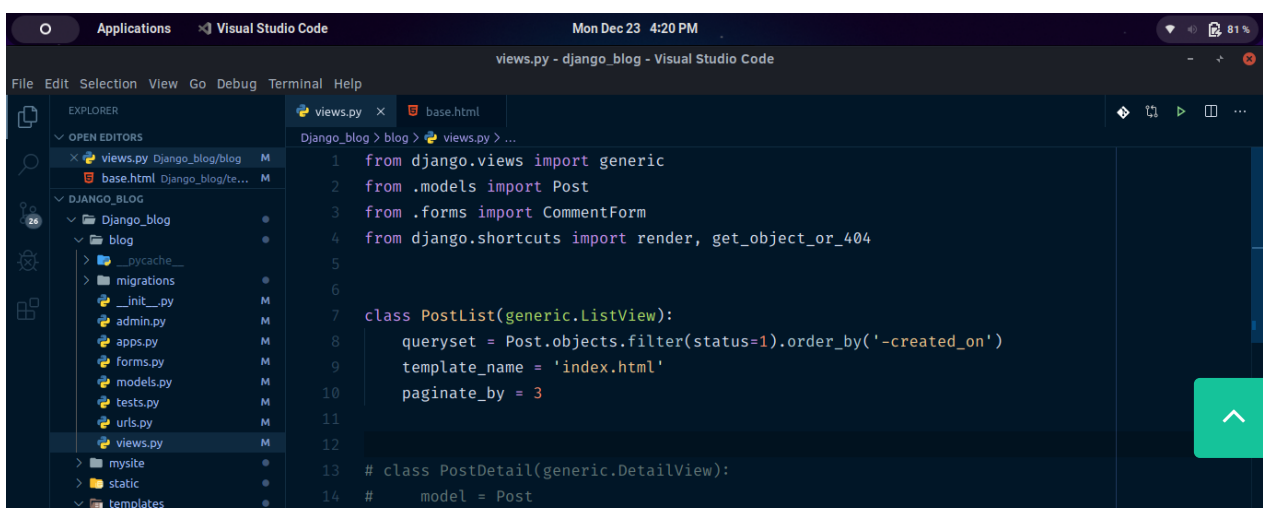 Applications Visual Studio Code Mon Dec 23 4:20 PM 81 %
views.py - django_blog - Visual Studio Code
File Edit Selection View Go Debug Terminal Help
EXPLORER
OPEN EDITORS
views.py Django_blog/blog M
base.html Django_blog/te... M
DJANGO_BLOG
Django_blog
blog
__pycache__
migrations
__init__.py M
admin.py M
apps.py M
forms.py M
models.py M
tests.py M
urls.py M
views.py M
mysite
static
templates
26
views.py base.html
Django_blog > blog > views.py > ...
1 from django.views import generic
2 from .models import Post
3 from .forms import CommentForm
4 from django.shortcuts import render, get_object_or_404
5
6
7 class PostList(generic.ListView):
8 queryset = Post.objects.filter(status=1).order_by('-created_on')
9 template_name = 'index.html'
10 paginate_by = 3
11
12
13 # class PostDetail(generic.DetailView):
14 # model = Post